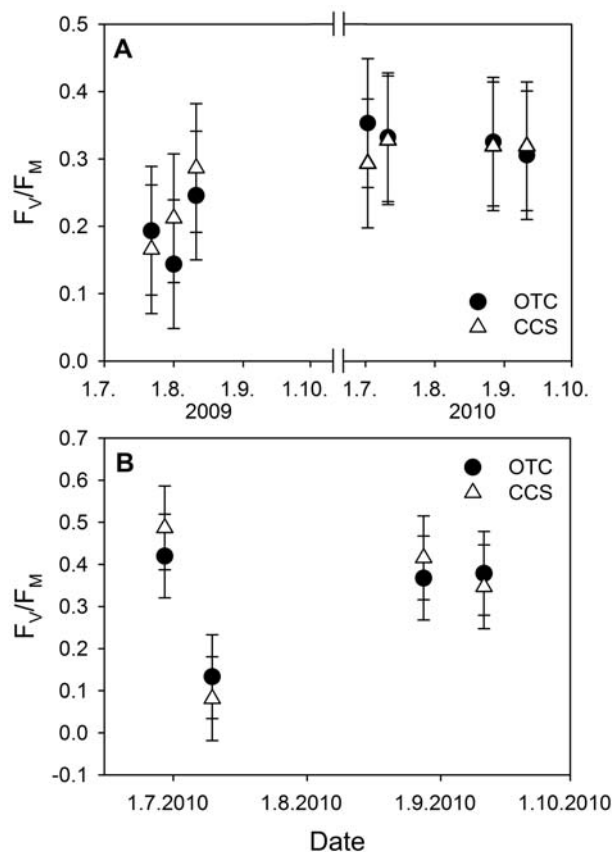 0.5
A
0.4
0.3
0.2
0.1
0.0
FV/FM
OTC
CCS
1.7. 1.8. 1.9. 1.10. 1.7. 1.8. 1.9. 1.10.
2009 2010
0.7
B
0.6
0.5
0.4
0.3
0.2
0.1
0.0
-0.1
FV/FM
OTC
CCS
1.7.2010 1.8.2010 1.9.2010 1.10.2010
Date